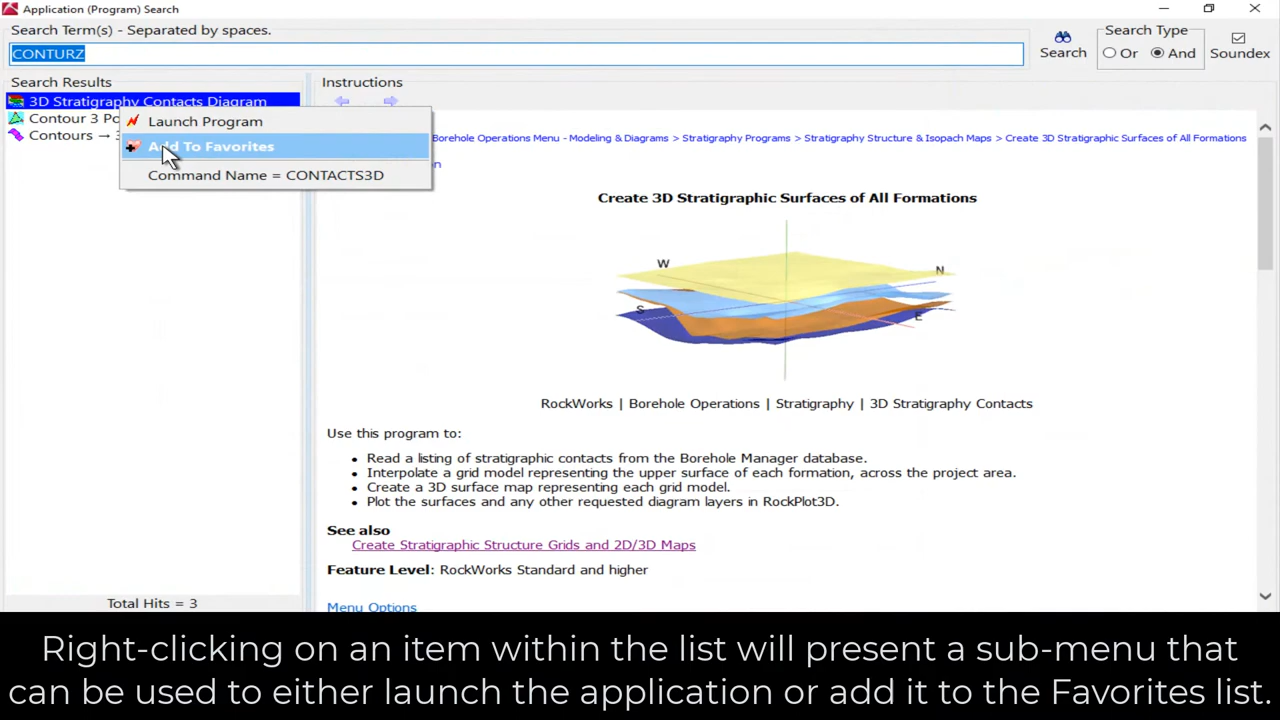 Application (Program) Search
Search Term(s) - Separated by spaces.
CONTURZ
Search
Search Type
Or And
Soundex
Search Results
3D Stratigraphy Contacts Diagram
Contour 3 Po
Contours → 3
Launch Program
Add To Favorites
Command Name = CONTACTS3D
Total Hits = 3
Instructions
Borehole Operations Menu - Modeling & Diagrams > Stratigraphy Programs > Stratigraphy Structure & Isopach Maps > Create 3D Stratigraphic Surfaces of All Formations
Create 3D Stratigraphic Surfaces of All Formations
W
N
S
E
RockWorks | Borehole Operations | Stratigraphy | 3D Stratigraphy Contacts
Use this program to:
• Read a listing of stratigraphic contacts from the Borehole Manager database.
• Interpolate a grid model representing the upper surface of each formation, across the project area.
• Create a 3D surface map representing each grid model.
• Plot the surfaces and any other requested diagram layers in RockPlot3D.
See also
Create Stratigraphic Structure Grids and 2D/3D Maps
Feature Level: RockWorks Standard and higher
Menu Options
Right-clicking on an item within the list will present a sub-menu that
can be used to either launch the application or add it to the Favorites list.